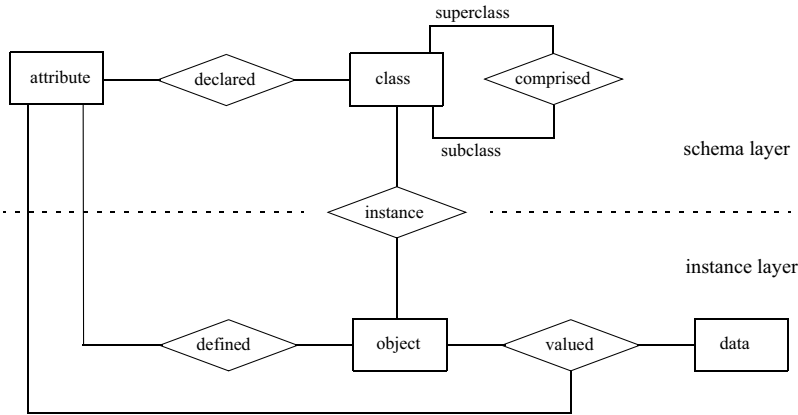 superclass
attribute
declared
class
comprised
subclass
schema layer
instance
instance layer
defined
object
valued
data